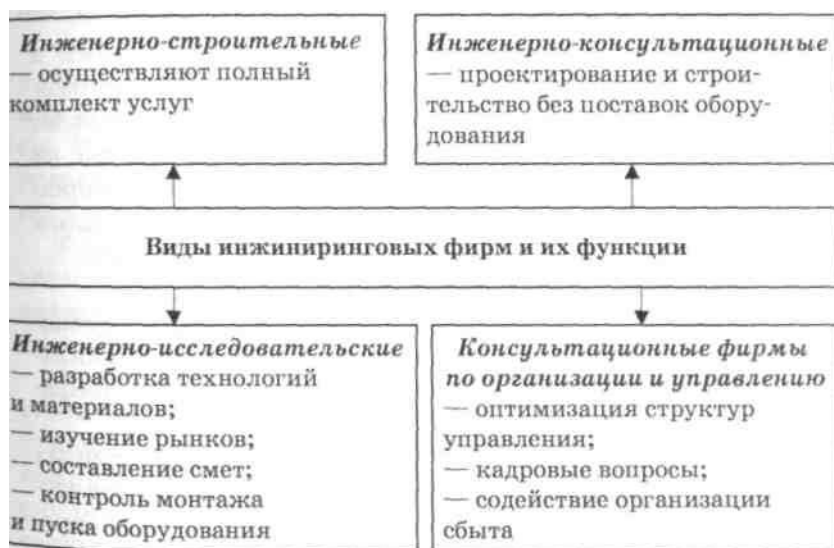 Инженерно-строительные
— осуществляют полный
комплект услуг
Инженерно-консультационные
— проектирование и строи-
тельство без поставок обору-
дования
Виды инжиниринговых фирм и их функции
Инженерно-исследовательские
— разработка технологий
и материалов;
— изучение рынков;
— составление смет;
— контроль монтажа
и пуска оборудования
Консультационные фирмы
по организации и управлению
— оптимизация структур
управления;
— кадровые вопросы;
— содействие организации
сбыта